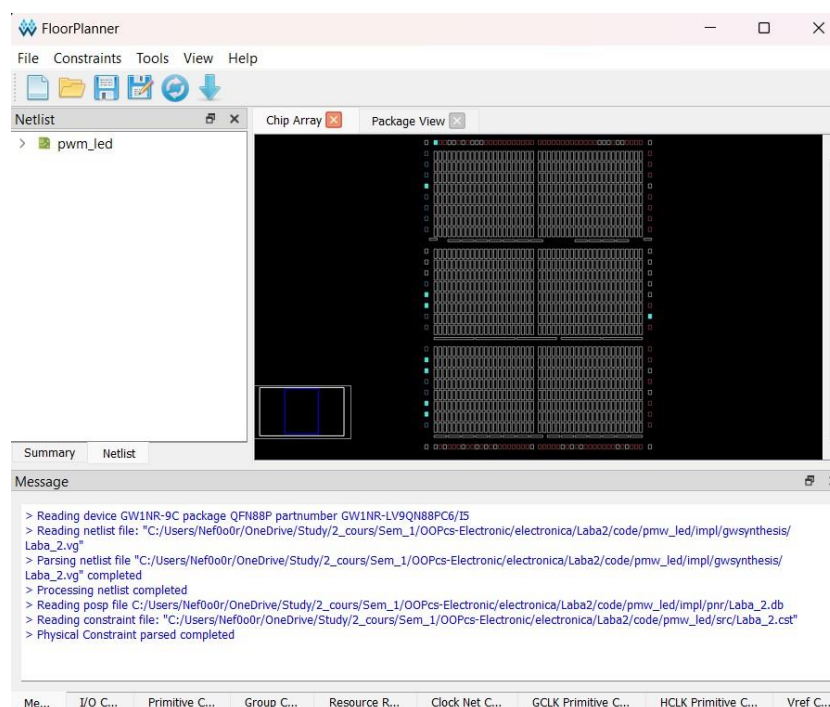 FloorPlanner
File Constraints Tools View Help
Netlist
Chip Array
Package View
pwm_led
Summary
Netlist
Message
> Reading device GW1NR-9C package QFN88P partnumber GW1NR-LV9QN88PC6/I5
> Reading netlist file: "C:/Users/Nef0o0r/OneDrive/Study/2_cours/Sem_1/OOPcs-Electronic/electronica/Laba2/code/pmw_led/impl/gwsynthesis/
Laba_2.vg"
> Parsing netlist file "C:/Users/Nef0o0r/OneDrive/Study/2_cours/Sem_1/OOPcs-Electronic/electronica/Laba2/code/pmw_led/impl/gwsynthesis/
Laba_2.vg" completed
> Processing netlist completed
> Reading posp file C:/Users/Nef0o0r/OneDrive/Study/2_cours/Sem_1/OOPcs-Electronic/electronica/Laba2/code/pmw_led/impl/pnr/Laba_2.db
> Reading constraint file: "C:/Users/Nef0o0r/OneDrive/Study/2_cours/Sem_1/OOPcs-Electronic/electronica/Laba2/code/pmw_led/src/Laba_2.cst"
> Physical Constraint parsed completed
Me... I/O C... Primitive C... Group C... Resource R... Clock Net C... GCLK Primitive C... HCLK Primitive C... Vref C...